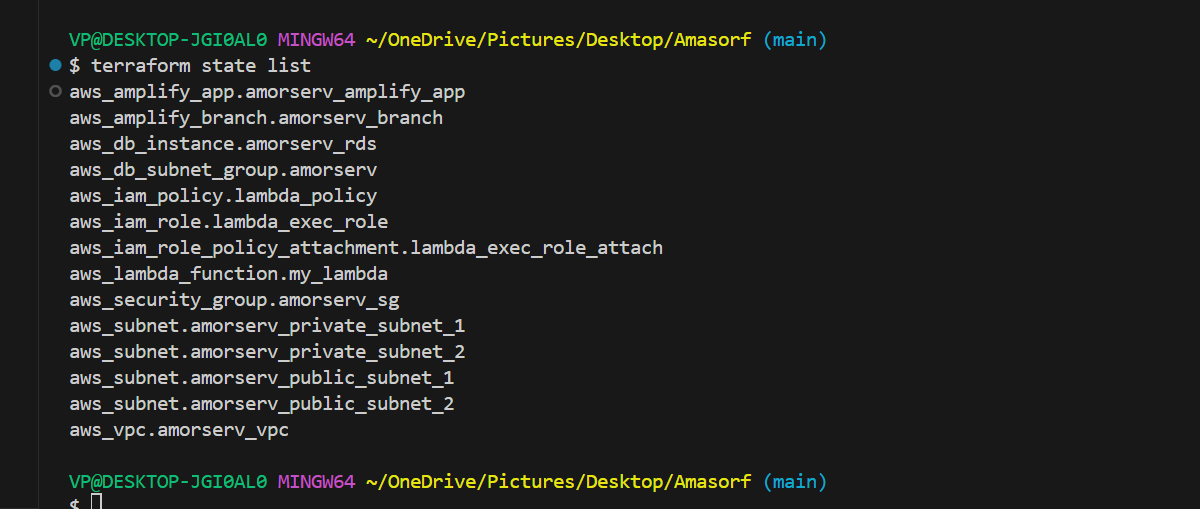 VP@DESKTOP-JGI0AL0 MINGW64 ~/OneDrive/Pictures/Desktop/Amasorf (main)
$ terraform state list
aws_amplify_app.amorserv_amplify_app
aws_amplify_branch.amorserv_branch
aws_db_instance.amorserv_rds
aws_db_subnet_group.amorserv
aws_iam_policy.lambda_policy
aws_iam_role.lambda_exec_role
aws_iam_role_policy_attachment.lambda_exec_role_attach
aws_lambda_function.my_lambda
aws_security_group.amorserv_sg
aws_subnet.amorserv_private_subnet_1
aws_subnet.amorserv_private_subnet_2
aws_subnet.amorserv_public_subnet_1
aws_subnet.amorserv_public_subnet_2
aws_vpc.amorserv_vpc
VP@DESKTOP-JGI0AL0 MINGW64 ~/OneDrive/Pictures/Desktop/Amasorf (main)
$